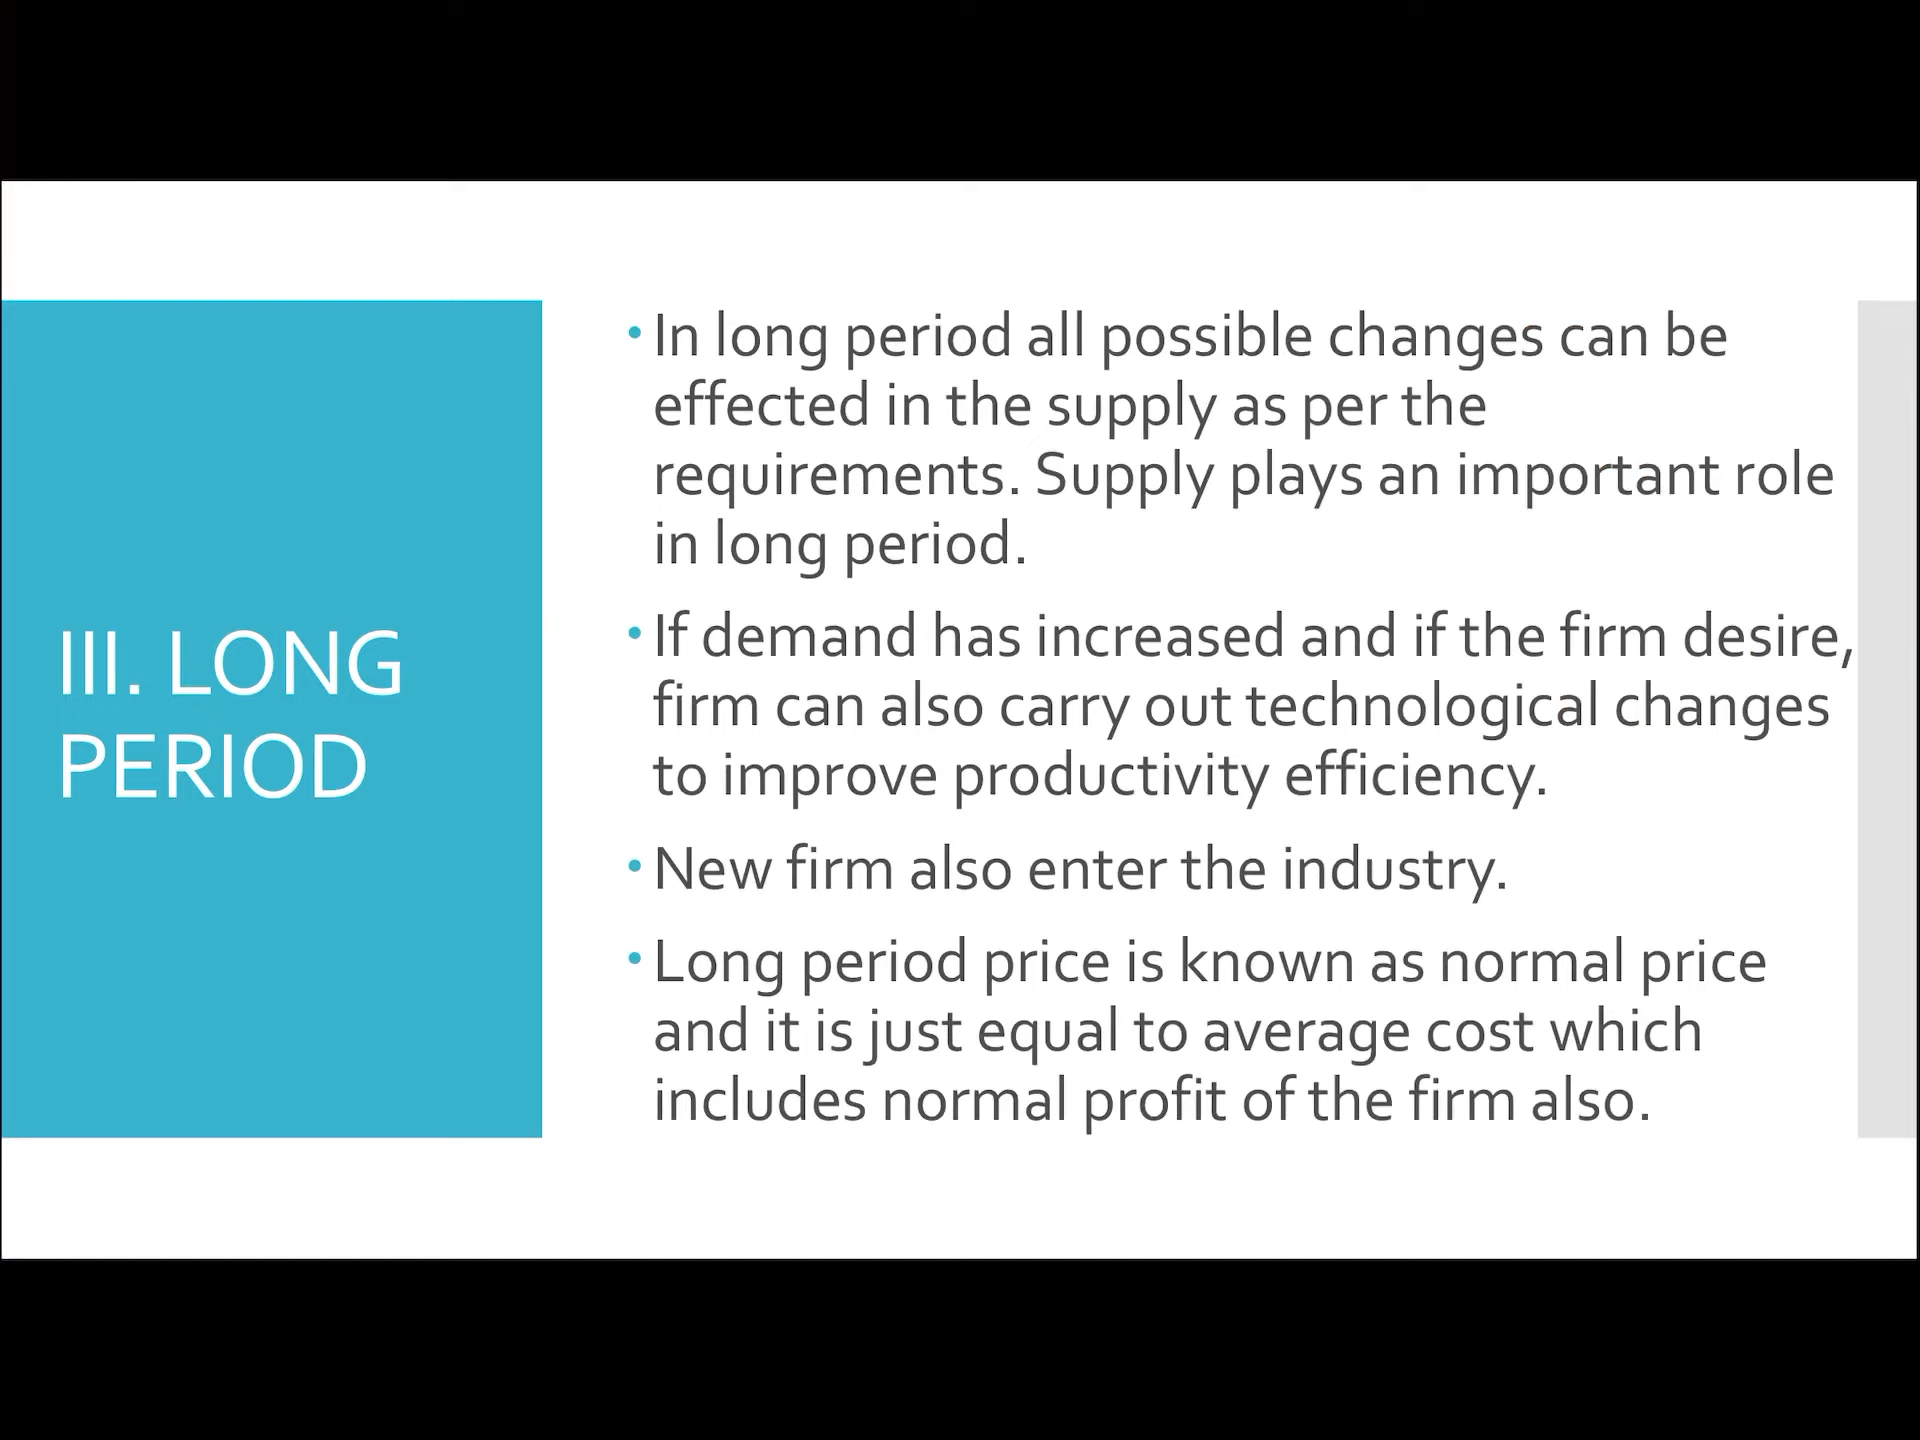 III. LONG
PERIOD
• In long period all possible changes can be
effected in the supply as per the
requirements. Supply plays an important role
in long period.
• If demand has increased and if the firm desire,
firm can also carry out technological changes
to improve productivity efficiency.
• New firm also enter the industry.
• Long period price is known as normal price
and it is just equal to average cost which
includes normal profit of the firm also.